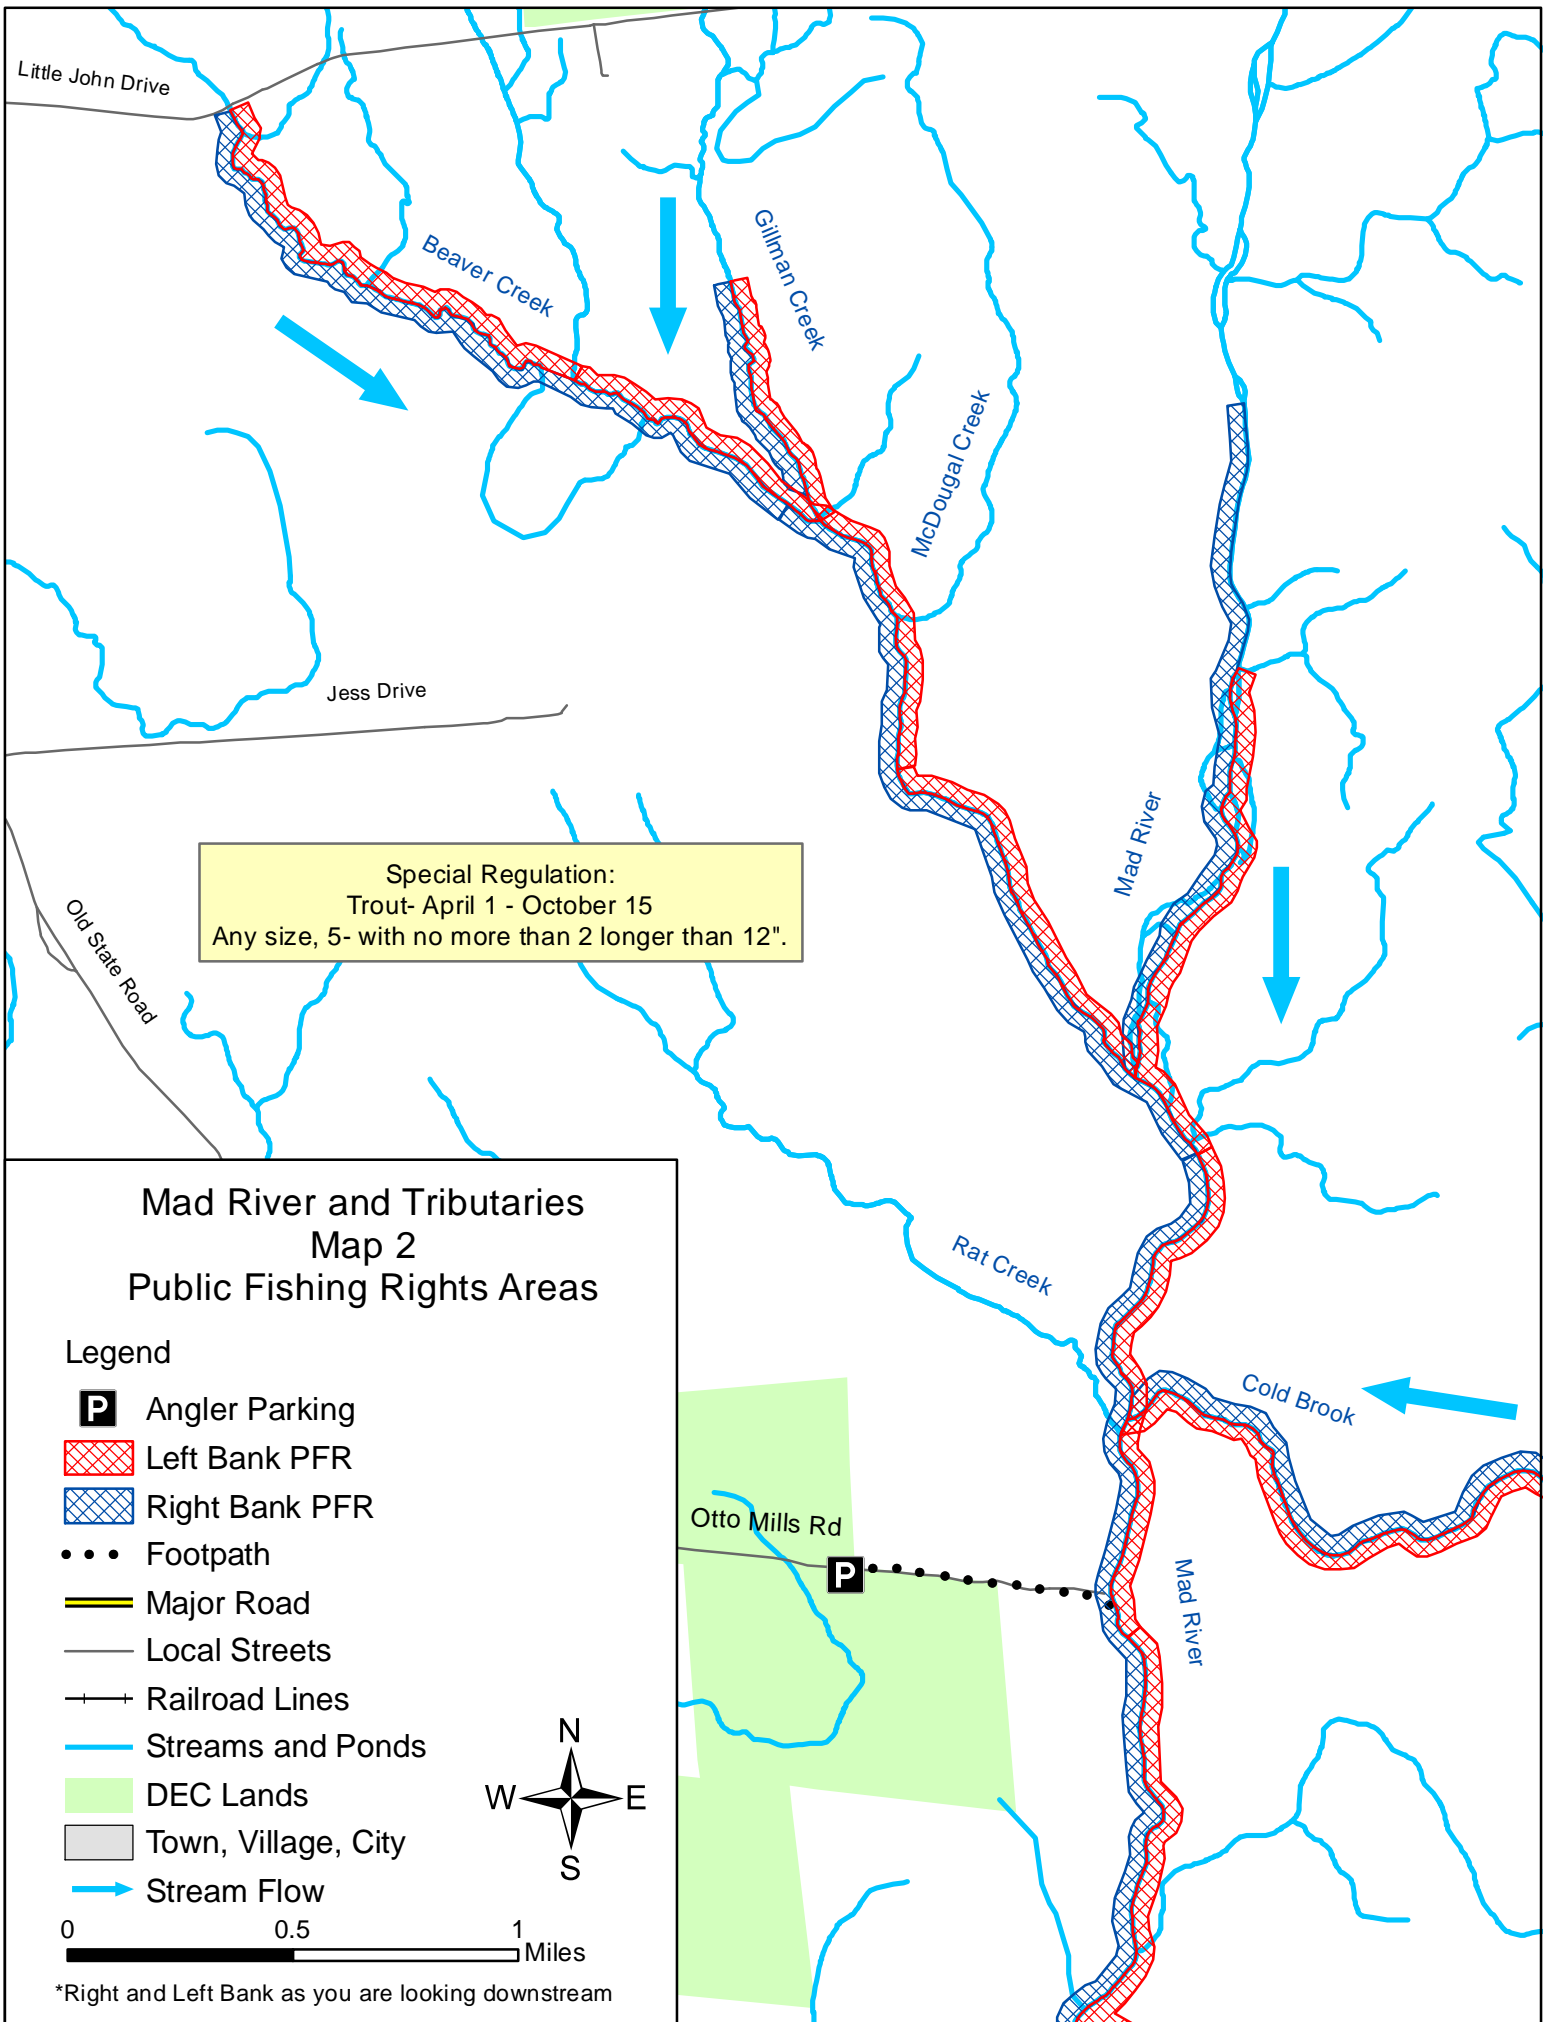 Little John Drive
Beaver Creek
Gillman Creek
McDougal Creek
Jess Drive
Mad River
Special Regulation:
Trout- April 1 - October 15
Any size, 5- with no more than 2 longer than 12".
Old State Road
Rat Creek
Cold Brook
Otto Mills Rd
P
Mad River
Mad River and Tributaries
Map 2
Public Fishing Rights Areas
Legend
P Angler Parking
Left Bank PFR
Right Bank PFR
Footpath
Major Road
Local Streets
Railroad Lines
Streams and Ponds
DEC Lands
Town, Village, City
Stream Flow
N
W E
S
0 0.5 1
Miles
*Right and Left Bank as you are looking downstream